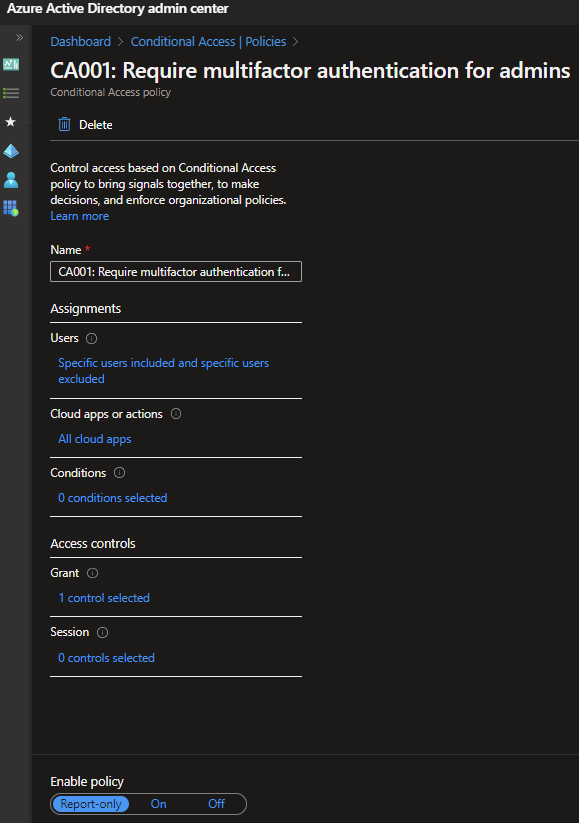 Azure Active Directory admin center
Dashboard > Conditional Access | Policies >
CA001: Require multifactor authentication for admins
Conditional Access policy
Delete
Control access based on Conditional Access
policy to bring signals together, to make
decisions, and enforce organizational policies.
Learn more
Name *
CA001: Require multifactor authentication f...
Assignments
Users
Specific users included and specific users
excluded
Cloud apps or actions
All cloud apps
Conditions
0 conditions selected
Access controls
Grant
1 control selected
Session
0 controls selected
Enable policy
Report-only On Off